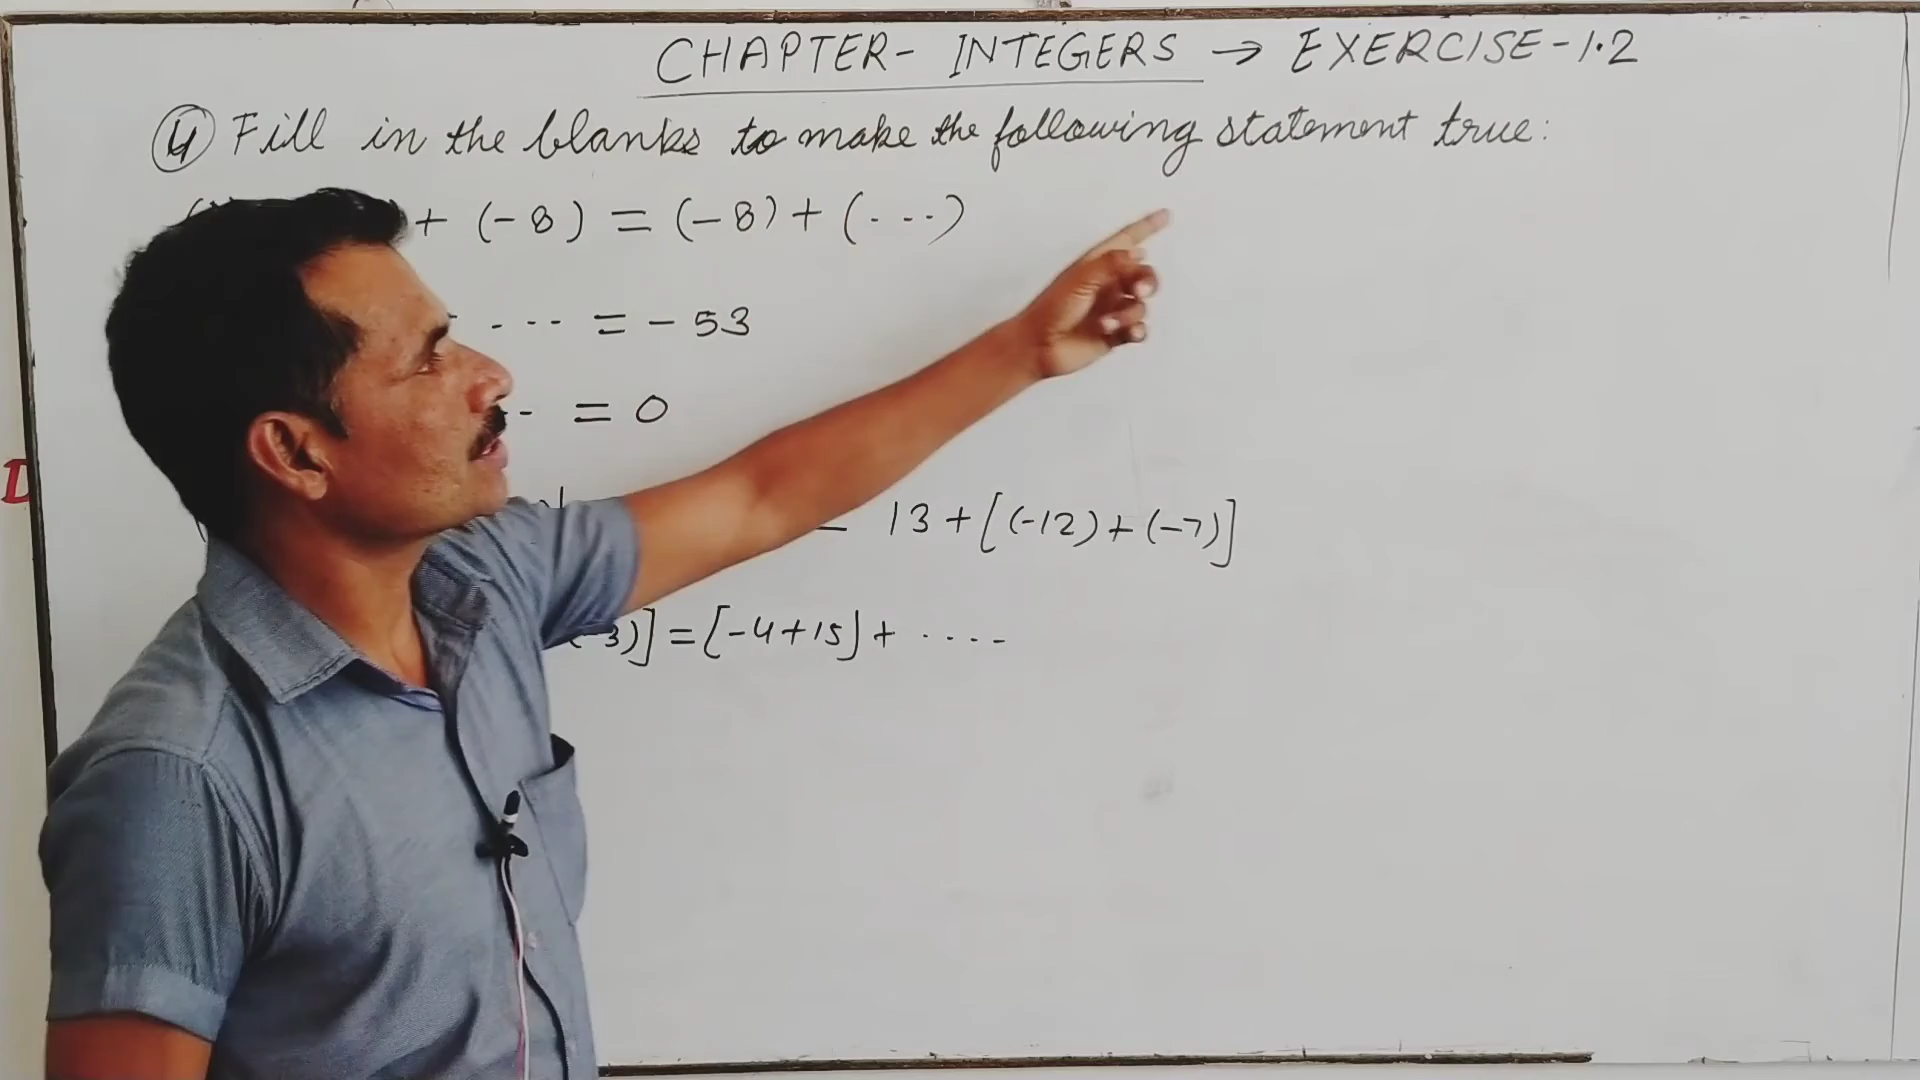 CHAPTER- INTEGERS → EXERCISE-1.2
④ Fill in the blanks to make the following statement true:
+ (-8) = (-8) + (...)
... = - 53
- = 0
= 13 + [(-12) + (-7)]
(-3)] = [-4+15] + ....